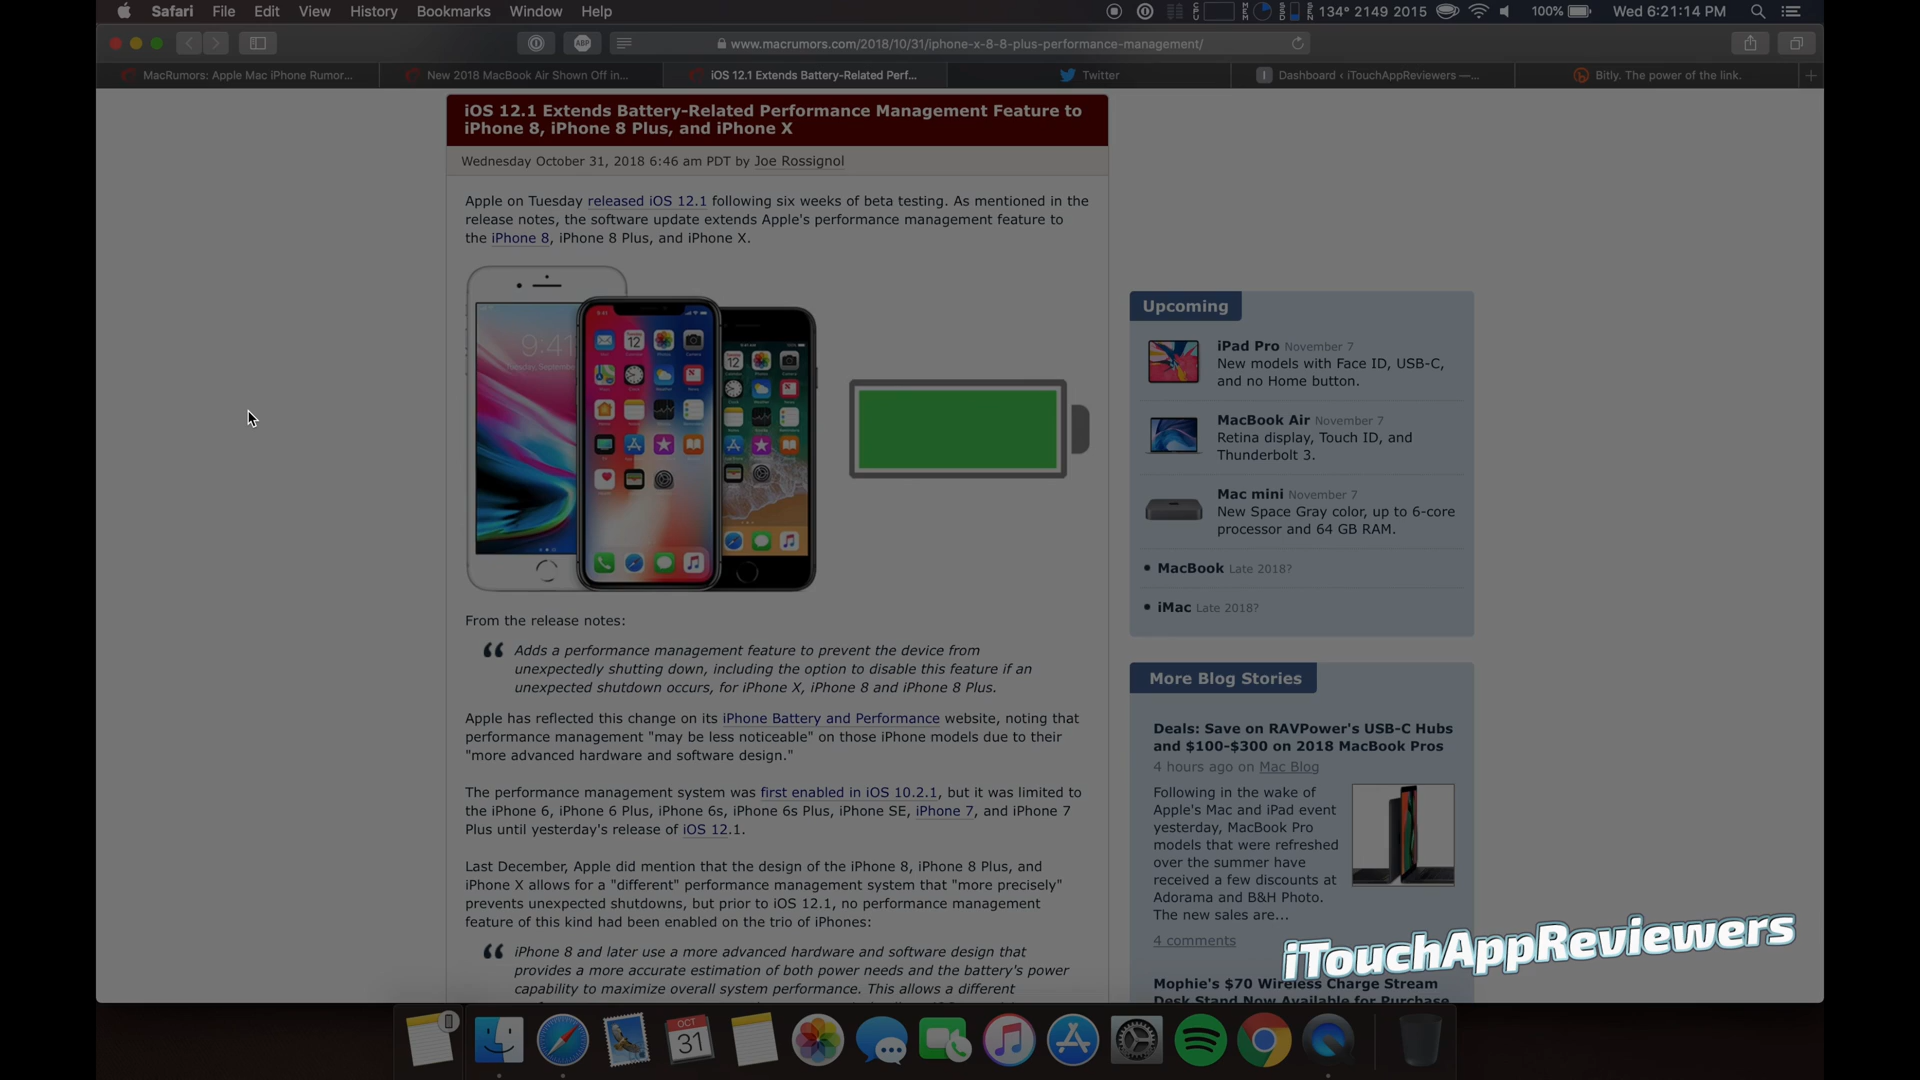 Safari File Edit View History Bookmarks Window Help
134° 2149 2015 100% Wed 6:21:14 PM
ABP www.macrumors.com/2018/10/31/iphone-x-8-8-plus-performance-management/
MacRumors: Apple Mac iPhone Rumor...
New 2018 MacBook Air Shown Off in...
iOS 12.1 Extends Battery-Related Perf...
Twitter
Dashboard ‹ iTouchAppReviewers —...
Bitly. The power of the link.
iOS 12.1 Extends Battery-Related Performance Management Feature to
iPhone 8, iPhone 8 Plus, and iPhone X
Wednesday October 31, 2018 6:46 am PDT by Joe Rossignol
Apple on Tuesday released iOS 12.1 following six weeks of beta testing. As mentioned in the
release notes, the software update extends Apple's performance management feature to
the iPhone 8, iPhone 8 Plus, and iPhone X.
9:41
From the release notes:
“ Adds a performance management feature to prevent the device from
unexpectedly shutting down, including the option to disable this feature if an
unexpected shutdown occurs, for iPhone X, iPhone 8 and iPhone 8 Plus.
Apple has reflected this change on its iPhone Battery and Performance website, noting that
performance management "may be less noticeable" on those iPhone models due to their
"more advanced hardware and software design."
The performance management system was first enabled in iOS 10.2.1, but it was limited to
the iPhone 6, iPhone 6 Plus, iPhone 6s, iPhone 6s Plus, iPhone SE, iPhone 7, and iPhone 7
Plus until yesterday's release of iOS 12.1.
Last December, Apple did mention that the design of the iPhone 8, iPhone 8 Plus, and
iPhone X allows for a "different" performance management system that "more precisely"
prevents unexpected shutdowns, but prior to iOS 12.1, no performance management
feature of this kind had been enabled on the trio of iPhones:
“ iPhone 8 and later use a more advanced hardware and software design that
provides a more accurate estimation of both power needs and the battery's power
capability to maximize overall system performance. This allows a different
Upcoming
iPad Pro November 7
New models with Face ID, USB-C,
and no Home button.
MacBook Air November 7
Retina display, Touch ID, and
Thunderbolt 3.
Mac mini November 7
New Space Gray color, up to 6-core
processor and 64 GB RAM.
• MacBook Late 2018?
• iMac Late 2018?
More Blog Stories
Deals: Save on RAVPower's USB-C Hubs
and $100-$300 on 2018 MacBook Pros
4 hours ago on Mac Blog
Following in the wake of
Apple's Mac and iPad event
yesterday, MacBook Pro
models that were refreshed
over the summer have
received a few discounts at
Adorama and B&H Photo.
The new sales are...
4 comments
Mophie's $70 Wireless Charge Stream
Desk Stand Now Available for Purchase
iTouchAppReviewers
OCT
31